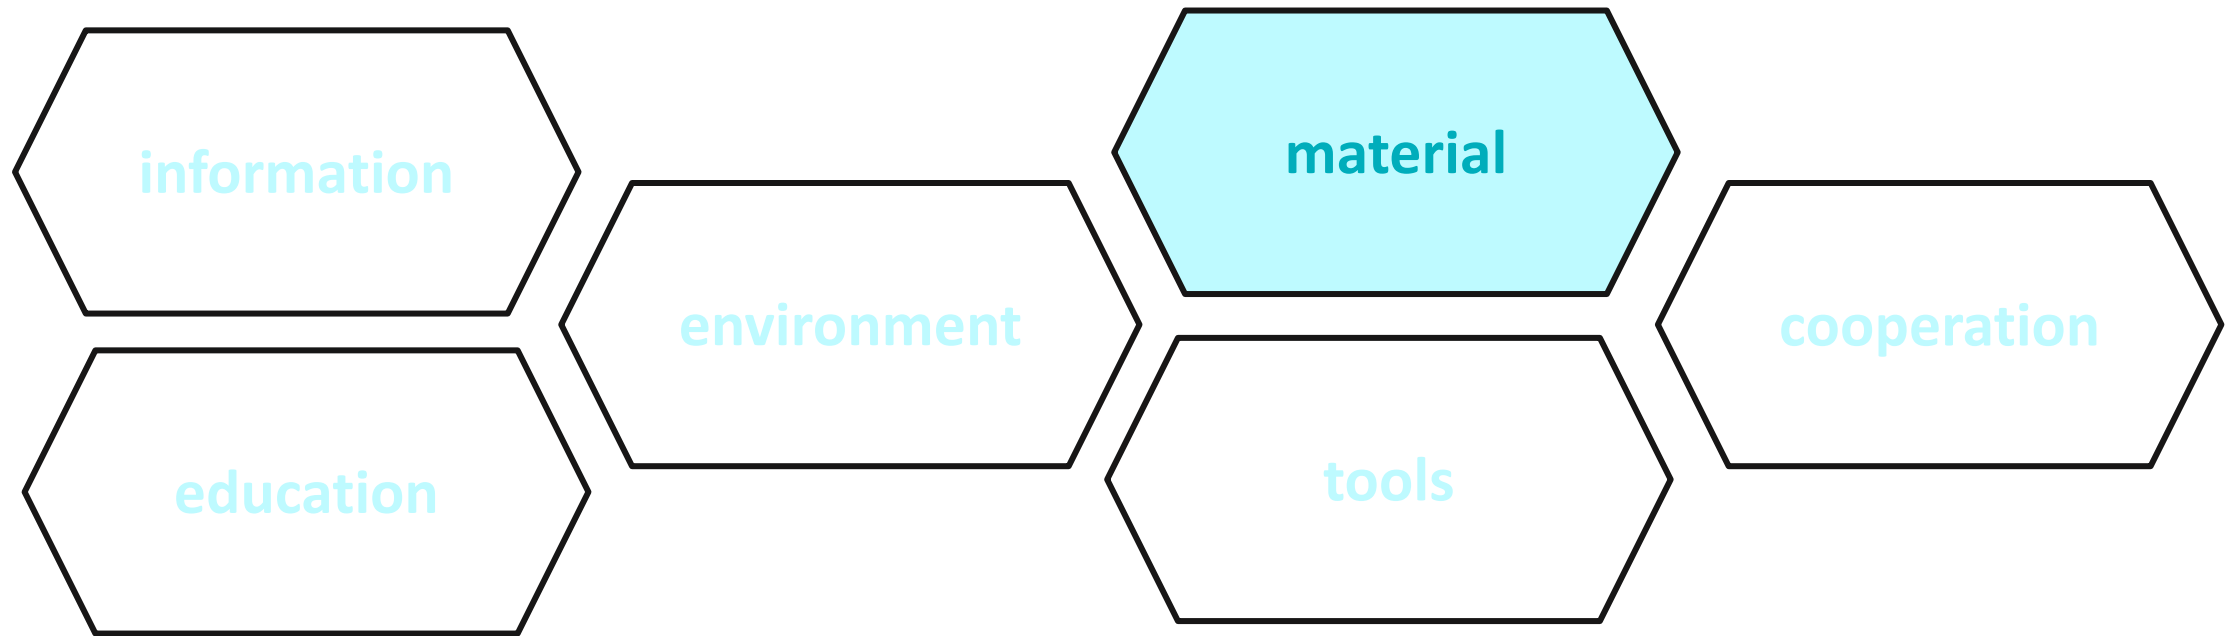 information
education
environment
material
tools
cooperation